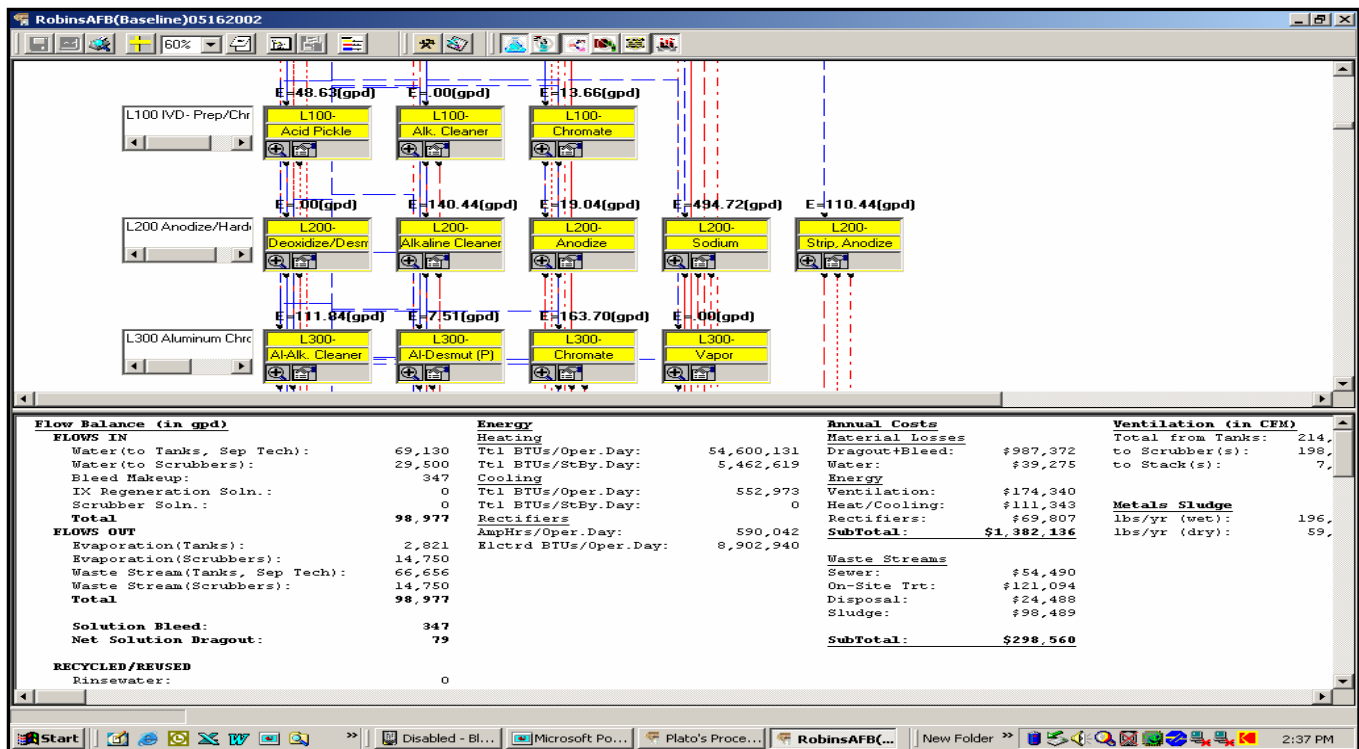 RobinsAFB(Baseline)05162002
60%
E=48.63(gpd) E=.00(gpd) E=13.66(gpd)
L100 IVD- Prep/Chr
L100- Acid Pickle
L100- Alk. Cleaner
L100- Chromate
E=.00(gpd) E=140.44(gpd) E=19.04(gpd) E=494.72(gpd) E=110.44(gpd)
L200 Anodize/Hard
L200- Deoxidize/Desm
L200- Alkaline Cleaner
L200- Anodize
L200- Sodium
L200- Strip, Anodize
E=111.84(gpd) E=7.51(gpd) E=163.70(gpd) E=.00(gpd)
L300 Aluminum Chrc
L300- Al-Alk. Cleaner
L300- Al-Desmut (P)
L300- Chromate
L300- Vapor
Flow Balance (in gpd)
FLOWS IN
Water(to Tanks, Sep Tech): 69,130
Water(to Scrubbers): 29,500
Bleed Makeup: 347
IX Regeneration Soln.: 0
Scrubber Soln.: 0
Total 98,977
FLOWS OUT
Evaporation(Tanks): 2,821
Evaporation(Scrubbers): 14,750
Waste Stream(Tanks, Sep Tech): 66,656
Waste Stream(Scrubbers): 14,750
Total 98,977
Solution Bleed: 347
Net Solution Dragout: 79
RECYCLED/REUSED
Rinsewater: 0
Energy
Heating
Ttl BTUs/Oper.Day: 54,600,131
Ttl BTUs/StBy.Day: 5,462,619
Cooling
Ttl BTUs/Oper.Day: 552,973
Ttl BTUs/StBy.Day: 0
Rectifiers
AmpHrs/Oper.Day: 590,042
Elctrd BTUs/Oper.Day: 8,902,940
Annual Costs
Material Losses
Dragout+Bleed: $987,372
Water: $39,275
Energy
Ventilation: $174,340
Heat/Cooling: $111,343
Rectifiers: $69,807
SubTotal: $1,382,136
Waste Streams
Sewer: $54,490
On-Site Trt: $121,094
Disposal: $24,488
Sludge: $98,489
SubTotal: $298,560
Ventilation (in CFM)
Total from Tanks: 214,
to Scrubber(s): 198,
to Stack(s): 7,
Metals Sludge
lbs/yr (wet): 196,
lbs/yr (dry): 59,
Start
Disabled - Bl...
Microsoft Po...
Plato's Proce...
RobinsAFB(...
New Folder
2:37 PM